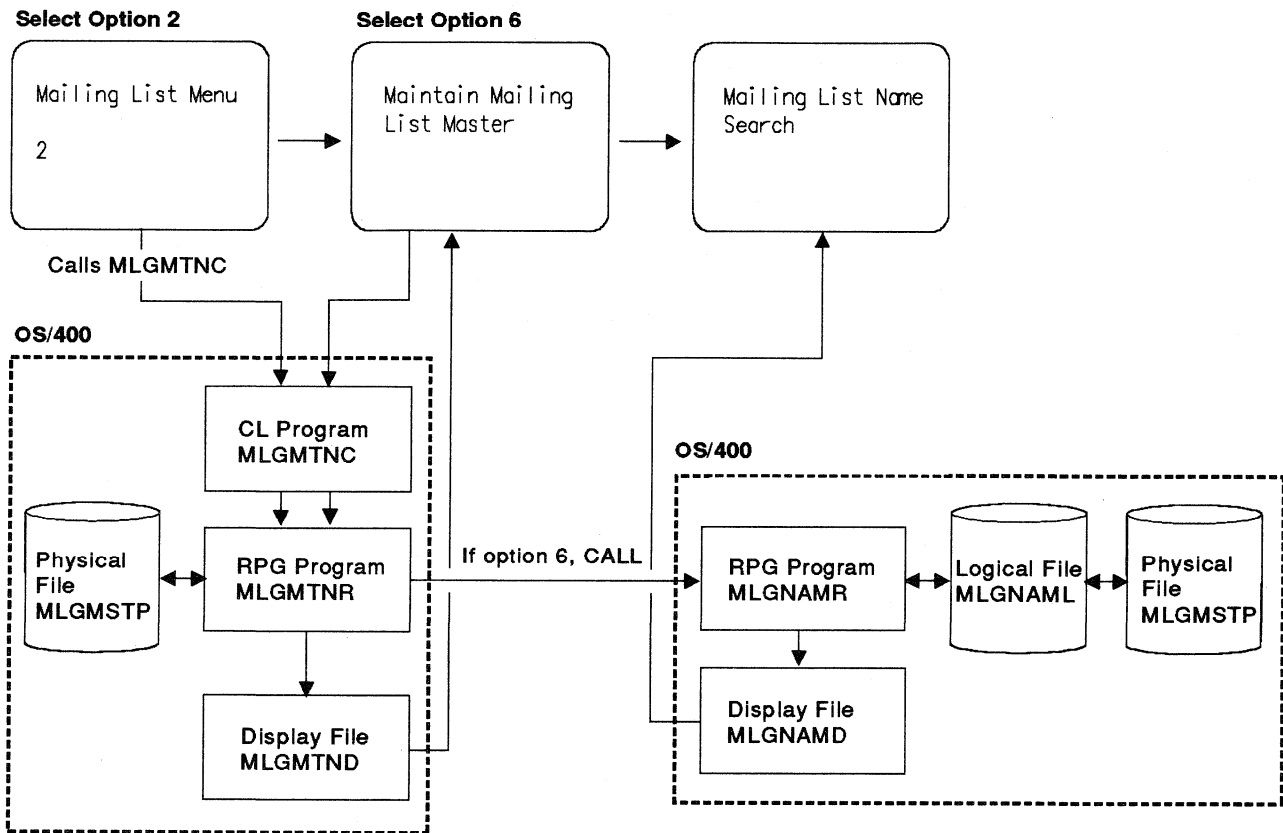 Select Option 2
Select Option 6
Mailing List Menu
2
Maintain Mailing
List Master
Mailing List Name
Search
Calls MLGMTNC
OS/400
CL Program
MLGMTNC
OS/400
Physical
File
MLGMSTP
RPG Program
MLGMTNR
If option 6, CALL
RPG Program
MLGNAMR
Logical File
MLGNAML
Physical
File
MLGMSTP
Display File
MLGMTND
Display File
MLGNAMD